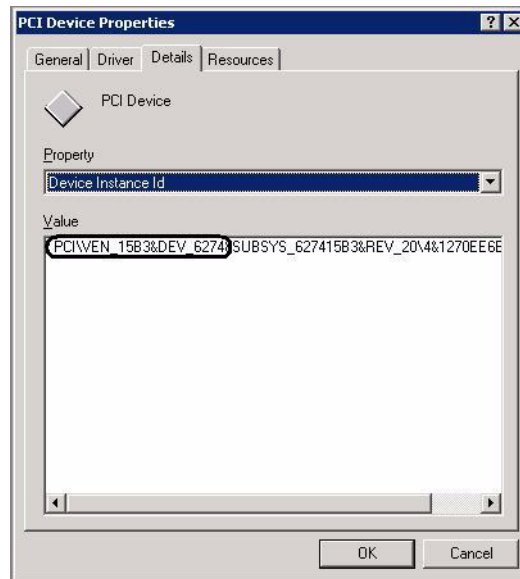 PCI Device Properties
General Driver Details Resources
PCI Device
Property
Device Instance Id
Value
PCI\VEN_15B3&DEV_6274&SUBSYS_627415B3&REV_20\4&1270EE6E
OK Cancel